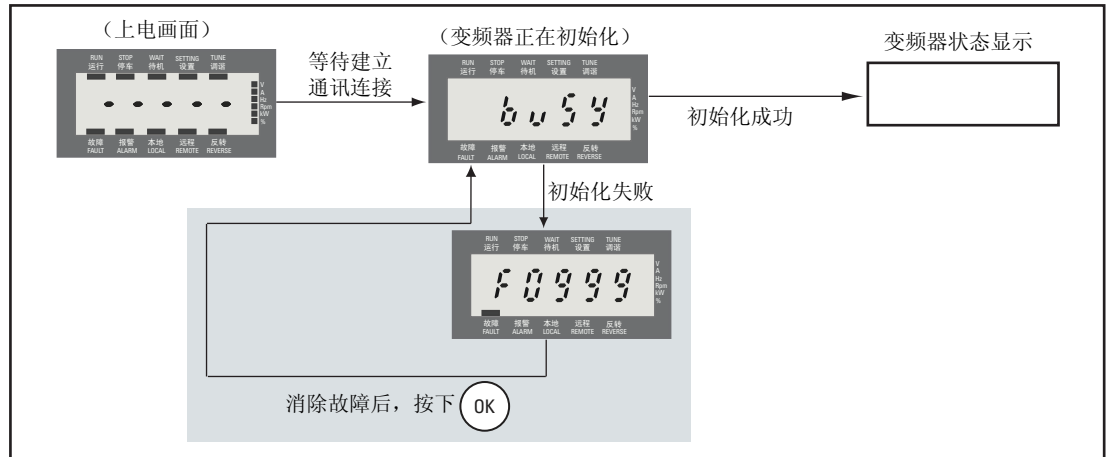 （上电画面）
RUN STOP WAIT SETTING TUNE
运行 停车 待机 设置 调谐
- - - - -
V
A
Hz
Rpm
kW
%
故障 报警 本地 远程 反转
FAULT ALARM LOCAL REMOTE REVERSE
等待建立
通讯连接
（变频器正在初始化）
RUN STOP WAIT SETTING TUNE
运行 停车 待机 设置 调谐
buSY
V
A
Hz
Rpm
kW
%
故障 报警 本地 远程 反转
FAULT ALARM LOCAL REMOTE REVERSE
初始化成功
变频器状态显示
初始化失败
RUN STOP WAIT SETTING TUNE
运行 停车 待机 设置 调谐
F0999
V
A
Hz
Rpm
kW
%
故障 报警 本地 远程 反转
FAULT ALARM LOCAL REMOTE REVERSE
消除故障后，按下 OK